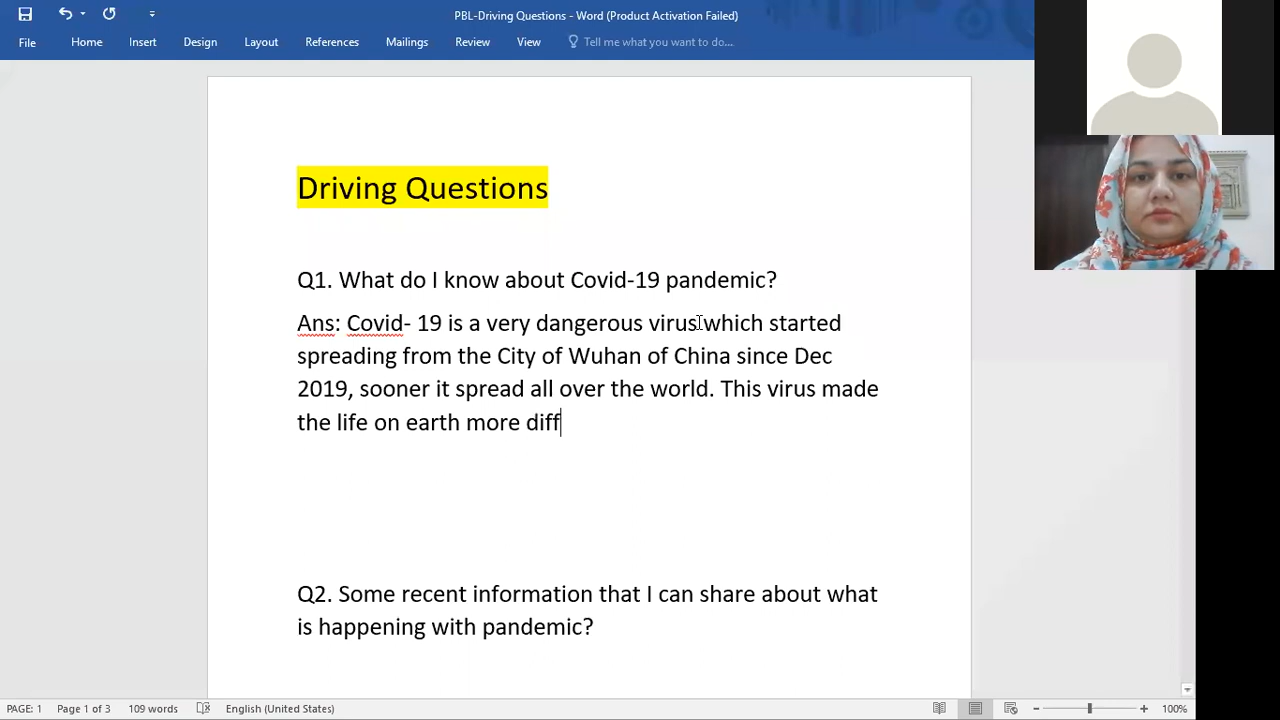 PBL-Driving Questions - Word (Product Activation Failed)
File Home Insert Design Layout References Mailings Review View Tell me what you want to do...
Driving Questions
Q1. What do I know about Covid-19 pandemic?
Ans: Covid- 19 is a very dangerous virus which started
spreading from the City of Wuhan of China since Dec
2019, sooner it spread all over the world. This virus made
the life on earth more diff
Q2. Some recent information that I can share about what
is happening with pandemic?
PAGE: 1 Page 1 of 3 109 words English (United States) 100%